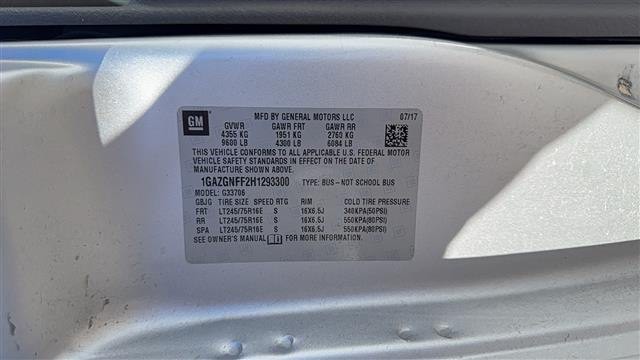 GM
MFD BY GENERAL MOTORS LLC 07/17
GVWR GAWR FRT GAWR RR
4355 KG 1951 KG 2760 KG
9600 LB 4300 LB 6084 LB
THIS VEHICLE CONFORMS TO ALL APPLICABLE U.S. FEDERAL MOTOR
VEHICLE SAFETY STANDARDS IN EFFECT ON THE DATE OF
MANUFACTURE SHOWN ABOVE.
1GAZGNFF2H1293300 TYPE: BUS – NOT SCHOOL BUS
MODEL: G33706
GBJG TIRE SIZE SPEED RTG RIM COLD TIRE PRESSURE
FRT LT245/75R16E S 16X6.5J 340KPA(50PSI)
RR LT245/75R16E S 16X6.5J 550KPA(80PSI)
SPA LT245/75R16E S 16X6.5J 550KPA(80PSI)
SEE OWNER'S MANUAL FOR MORE INFORMATION.